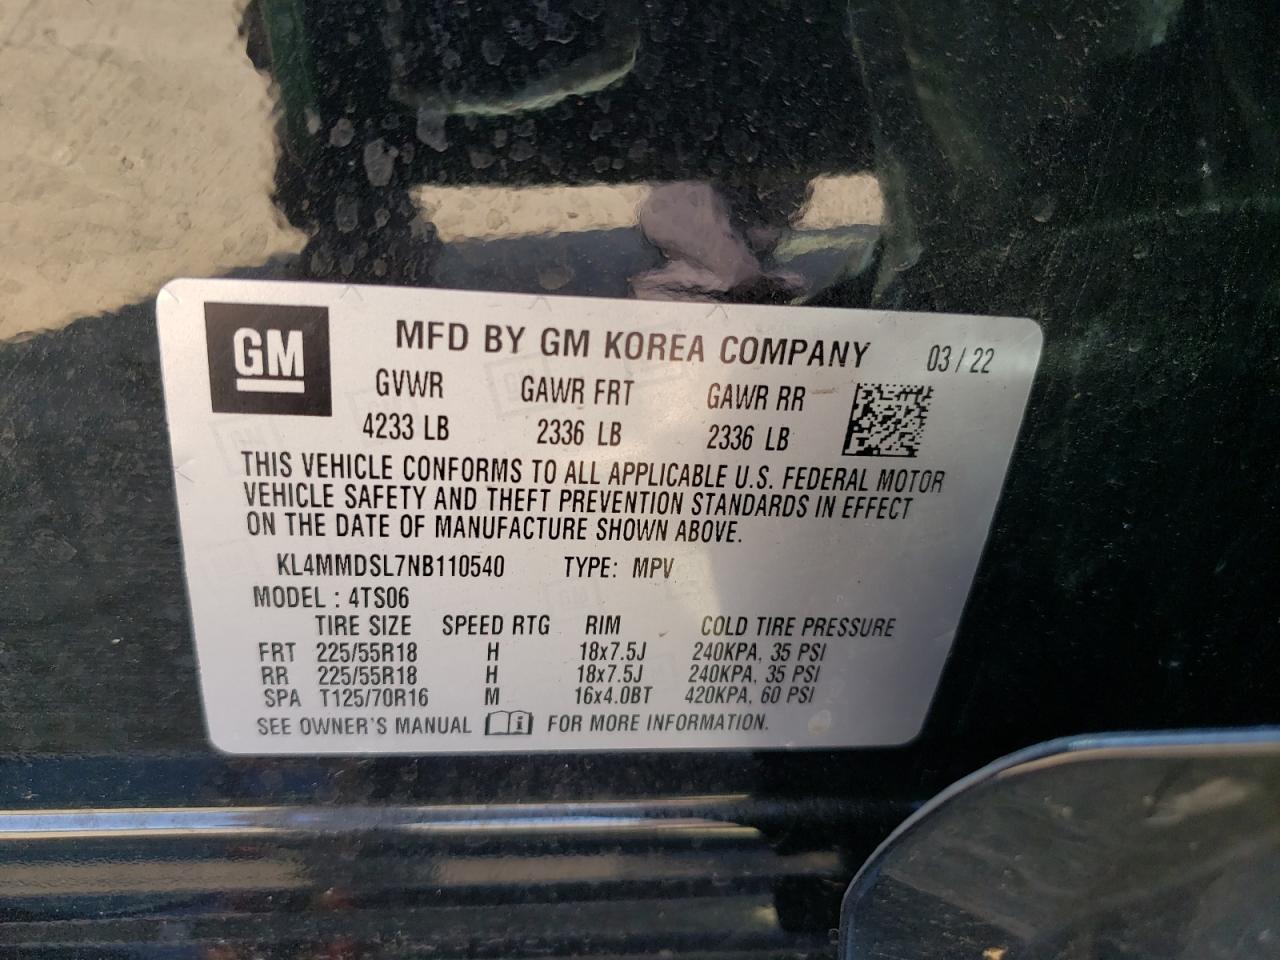 GM
MFD BY GM KOREA COMPANY 03/22
GVWR GAWR FRT GAWR RR
4233 LB 2336 LB 2336 LB
THIS VEHICLE CONFORMS TO ALL APPLICABLE U.S. FEDERAL MOTOR
VEHICLE SAFETY AND THEFT PREVENTION STANDARDS IN EFFECT
ON THE DATE OF MANUFACTURE SHOWN ABOVE.
KL4MMDSL7NB110540 TYPE: MPV
MODEL : 4TS06
TIRE SIZE SPEED RTG RIM COLD TIRE PRESSURE
FRT 225/55R18 H 18x7.5J 240KPA, 35 PSI
RR 225/55R18 H 18x7.5J 240KPA, 35 PSI
SPA T125/70R16 M 16x4.0BT 420KPA, 60 PSI
SEE OWNER'S MANUAL i FOR MORE INFORMATION.